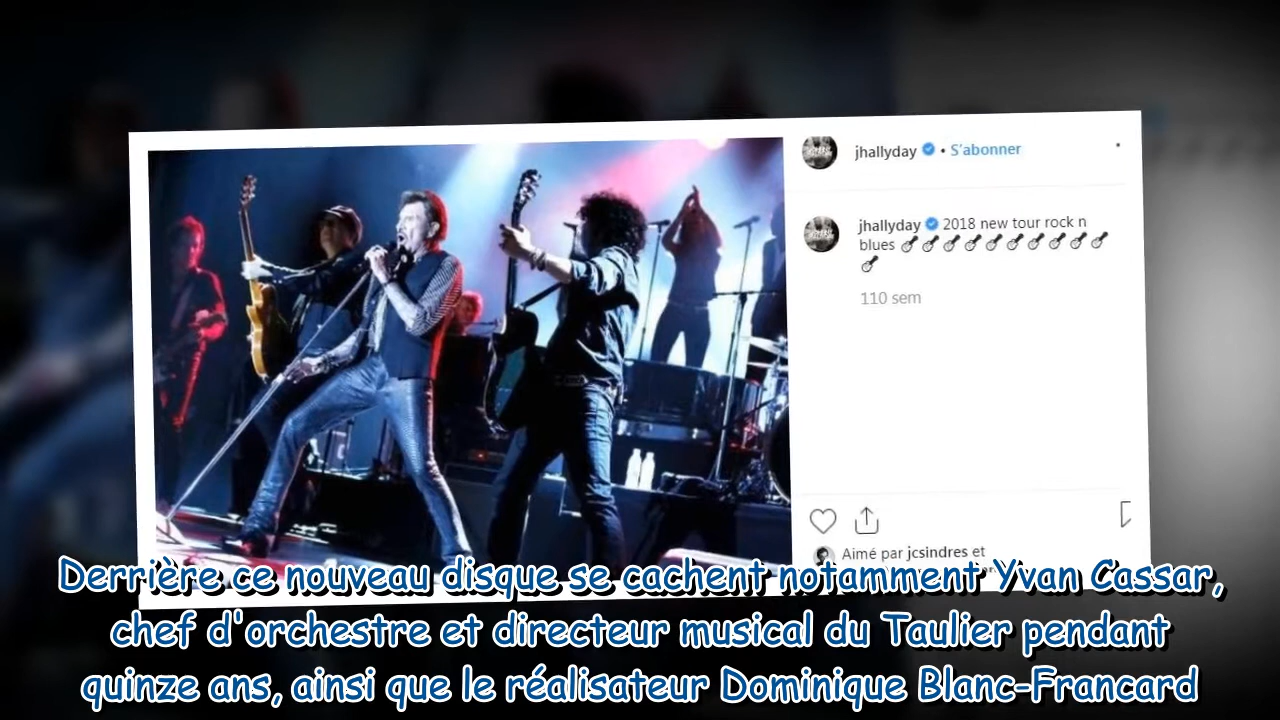 jhallyday • S'abonner
jhallyday 2018 new tour rock n
blues
110 sem
Aimé par jcsindres et
Derrière ce nouveau disque se cachent notamment Yvan Cassar,
chef d'orchestre et directeur musical du Taulier pendant
quinze ans, ainsi que le réalisateur Dominique Blanc-Francard